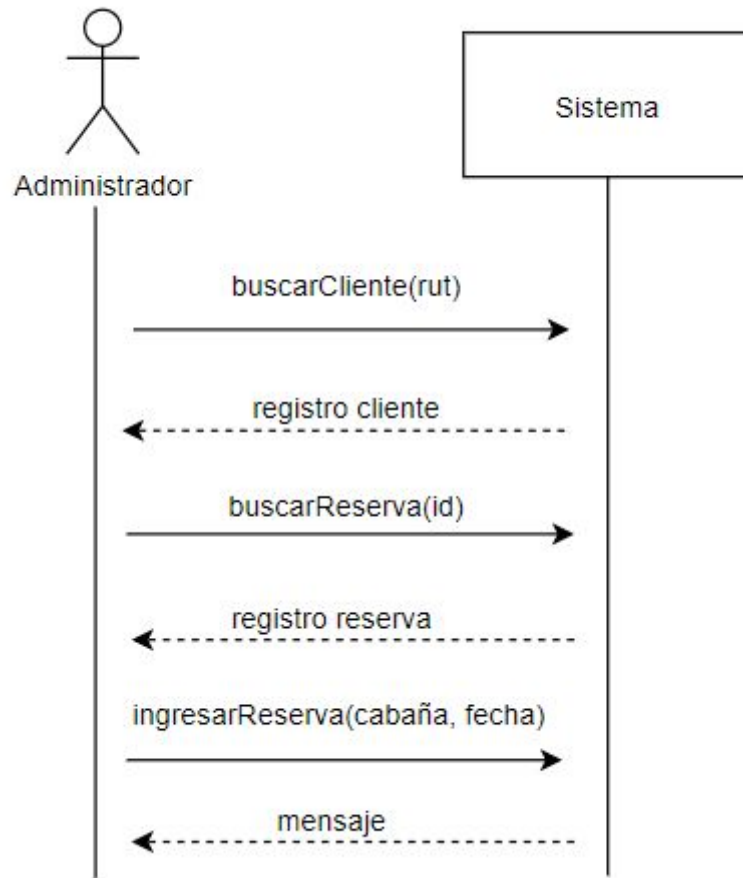 Sistema
Administrador
buscarCliente(rut)
registro cliente
buscarReserva(id)
registro reserva
ingresarReserva(cabaña, fecha)
mensaje